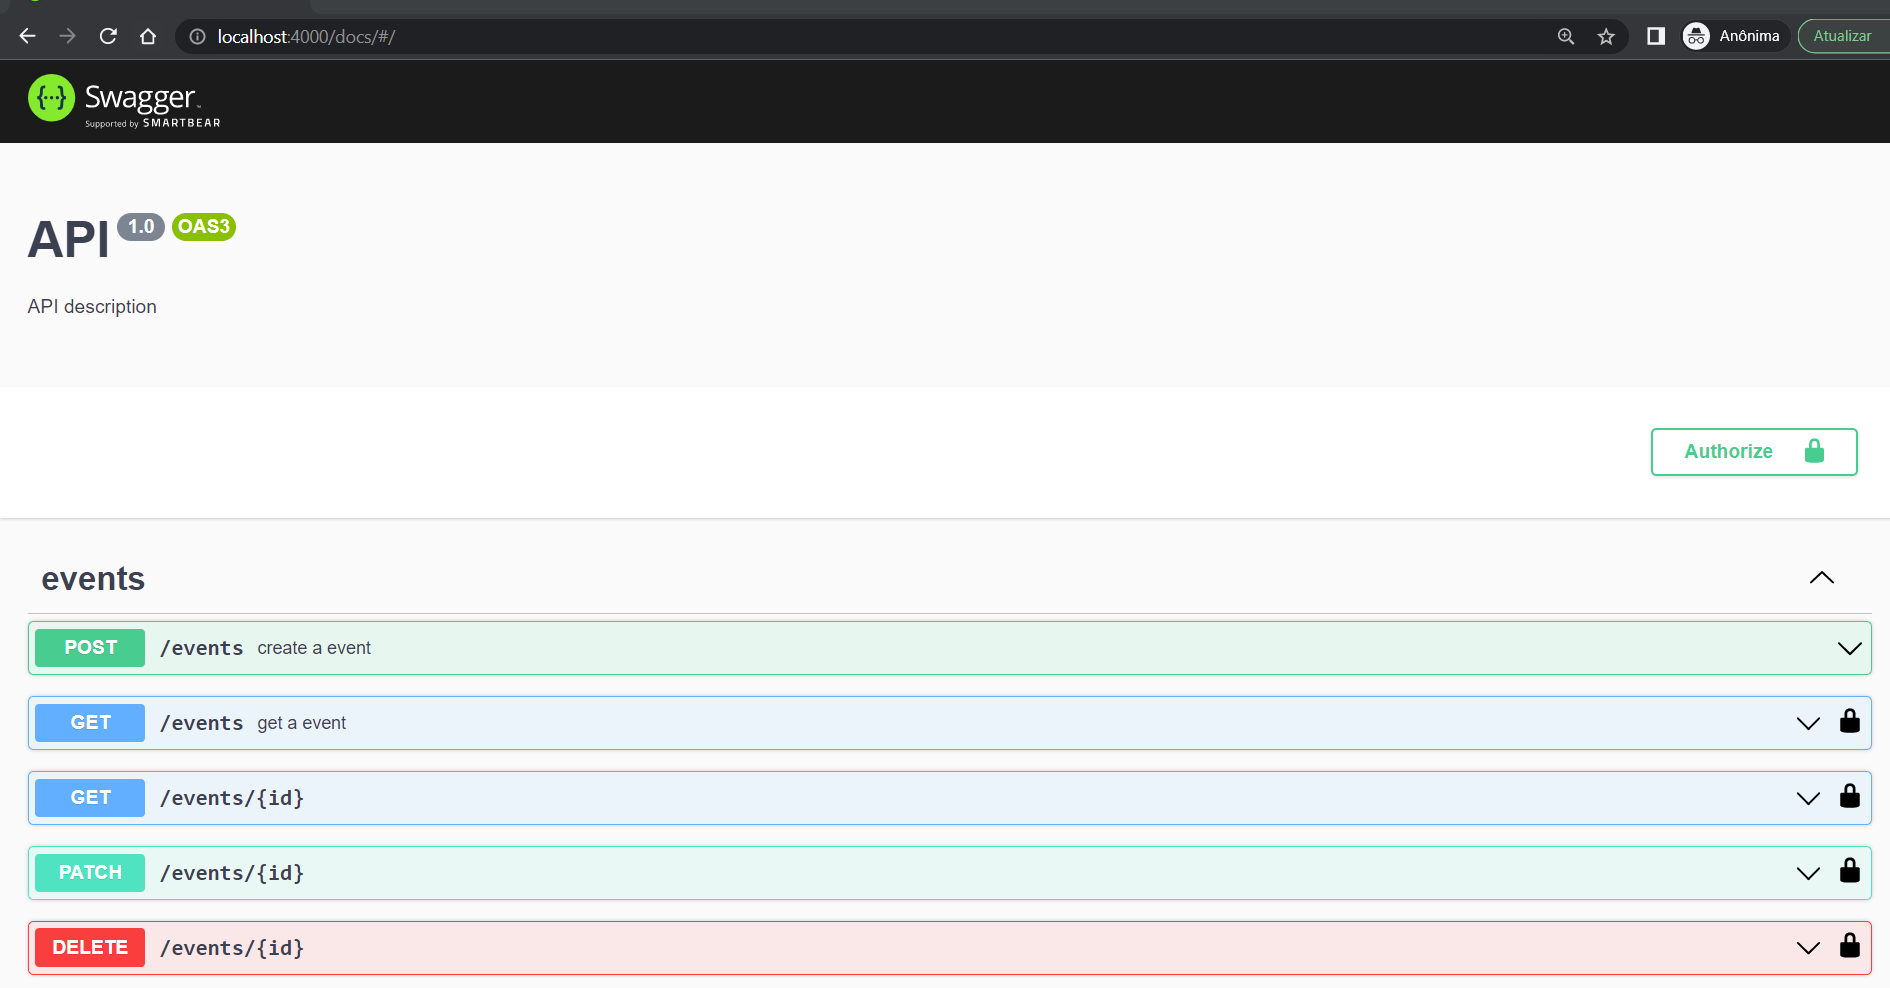 localhost:4000/docs/#/
Anônima
Atualizar
{···} Swagger™
Supported by SMARTBEAR
API 1.0 OAS3
API description
Authorize
events
POST /events create a event
GET /events get a event
GET /events/{id}
PATCH /events/{id}
DELETE /events/{id}